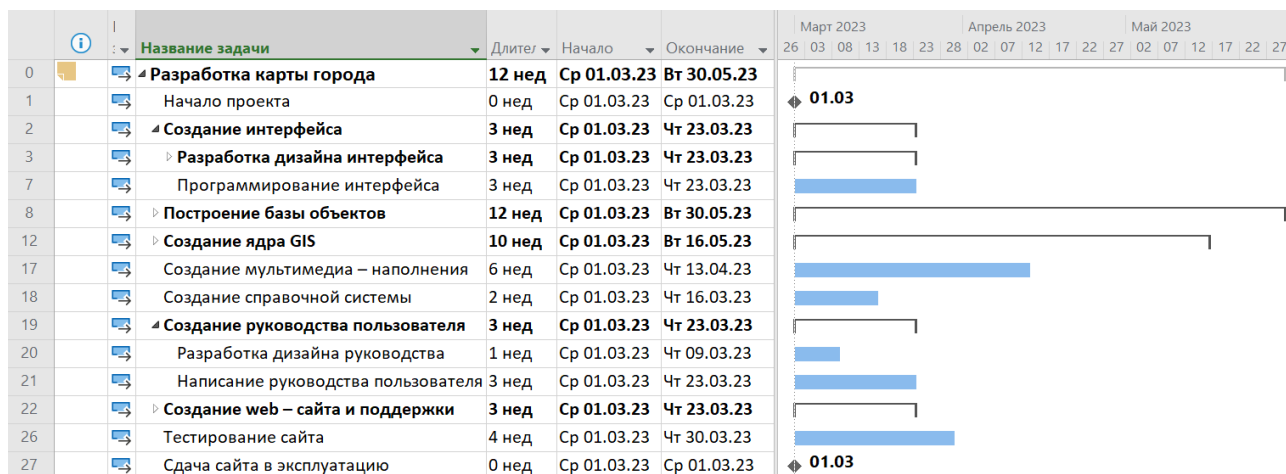 Март 2023 Апрель 2023 Май 2023
Название задачи Длител Начало Окончание 26 03 08 13 18 23 28 02 07 12 17 22 27 02 07 12 17 22 27
0 Разработка карты города 12 нед Ср 01.03.23 Вт 30.05.23
1 Начало проекта 0 нед Ср 01.03.23 Ср 01.03.23 01.03
2 Создание интерфейса 3 нед Ср 01.03.23 Чт 23.03.23
3 Разработка дизайна интерфейса 3 нед Ср 01.03.23 Чт 23.03.23
7 Программирование интерфейса 3 нед Ср 01.03.23 Чт 23.03.23
8 Построение базы объектов 12 нед Ср 01.03.23 Вт 30.05.23
12 Создание ядра GIS 10 нед Ср 01.03.23 Вт 16.05.23
17 Создание мультимедиа – наполнения 6 нед Ср 01.03.23 Чт 13.04.23
18 Создание справочной системы 2 нед Ср 01.03.23 Чт 16.03.23
19 Создание руководства пользователя 3 нед Ср 01.03.23 Чт 23.03.23
20 Разработка дизайна руководства 1 нед Ср 01.03.23 Чт 09.03.23
21 Написание руководства пользователя 3 нед Ср 01.03.23 Чт 23.03.23
22 Создание web – сайта и поддержки 3 нед Ср 01.03.23 Чт 23.03.23
26 Тестирование сайта 4 нед Ср 01.03.23 Чт 30.03.23
27 Сдача сайта в эксплуатацию 0 нед Ср 01.03.23 Ср 01.03.23 01.03